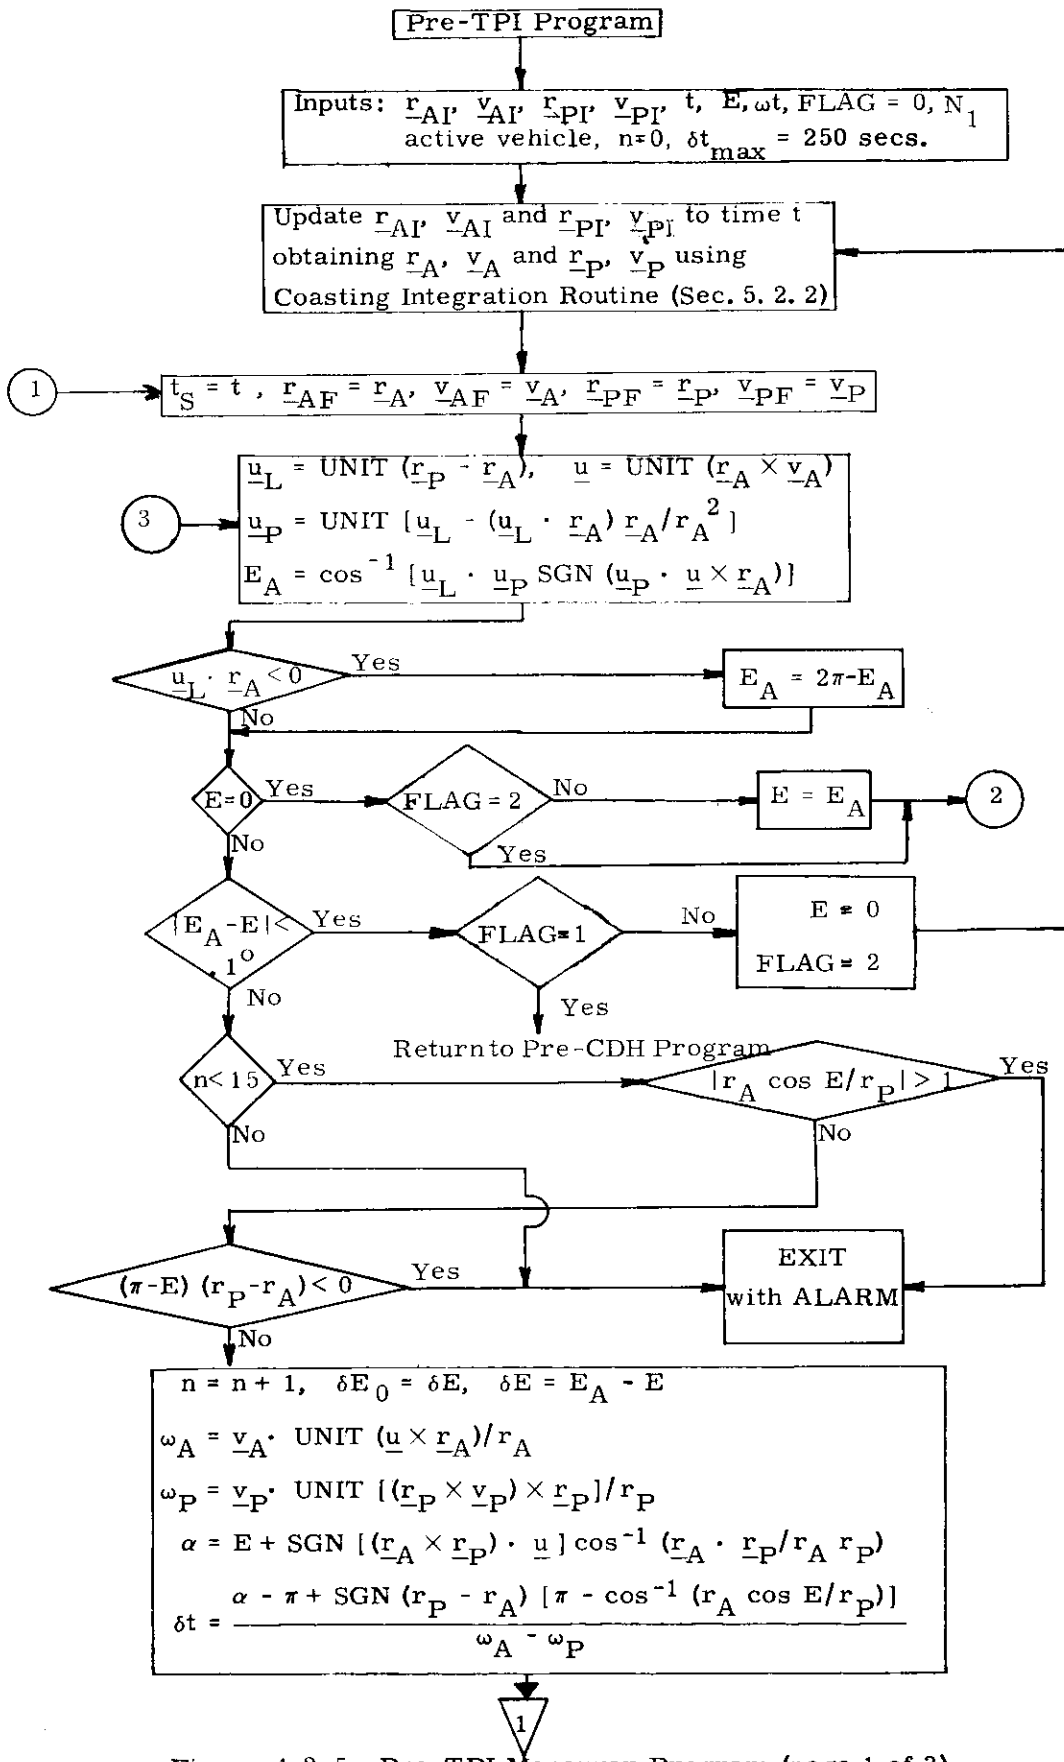 Pre-TPI Program
Inputs: r_AI, v_AI, r_PI, v_PI, t, E, ωt, FLAG = 0, N_1
active vehicle, n=0, δt_max = 250 secs.
Update r_AI, v_AI and r_PI, v_PI to time t
obtaining r_A, v_A and r_P, v_P using
Coasting Integration Routine (Sec. 5. 2. 2)
1
t_S = t , r_AF = r_A, v_AF = v_A, r_PF = r_P, v_PF = v_P
3
u_L = UNIT (r_P - r_A), u = UNIT (r_A × v_A)
u_P = UNIT [u_L - (u_L · r_A) r_A/r_A^2 ]
E_A = cos^-1 [u_L · u_P SGN (u_P · u × r_A)]
u_L · r_A < 0
Yes
E_A = 2π-E_A
No
E=0
Yes
FLAG = 2
No
E = E_A
2
No
Yes
|E_A -E| <
.1°
Yes
FLAG=1
No
E = 0
FLAG = 2
No
Yes
Return to Pre-CDH Program
n<15
Yes
|r_A cos E/r_P| > 1
Yes
No
No
(π-E) (r_P-r_A) < 0
Yes
EXIT
with ALARM
No
n = n + 1, δE_0 = δE, δE = E_A - E
ω_A = v_A · UNIT (u × r_A)/r_A
ω_P = v_P · UNIT [(r_P × v_P) × r_P]/r_P
α = E + SGN [(r_A × r_P) · u ] cos^-1 (r_A · r_P/r_A r_P)
δt = α - π + SGN (r_P - r_A) [π - cos^-1 (r_A cos E/r_P)]
ω_A - ω_P
1